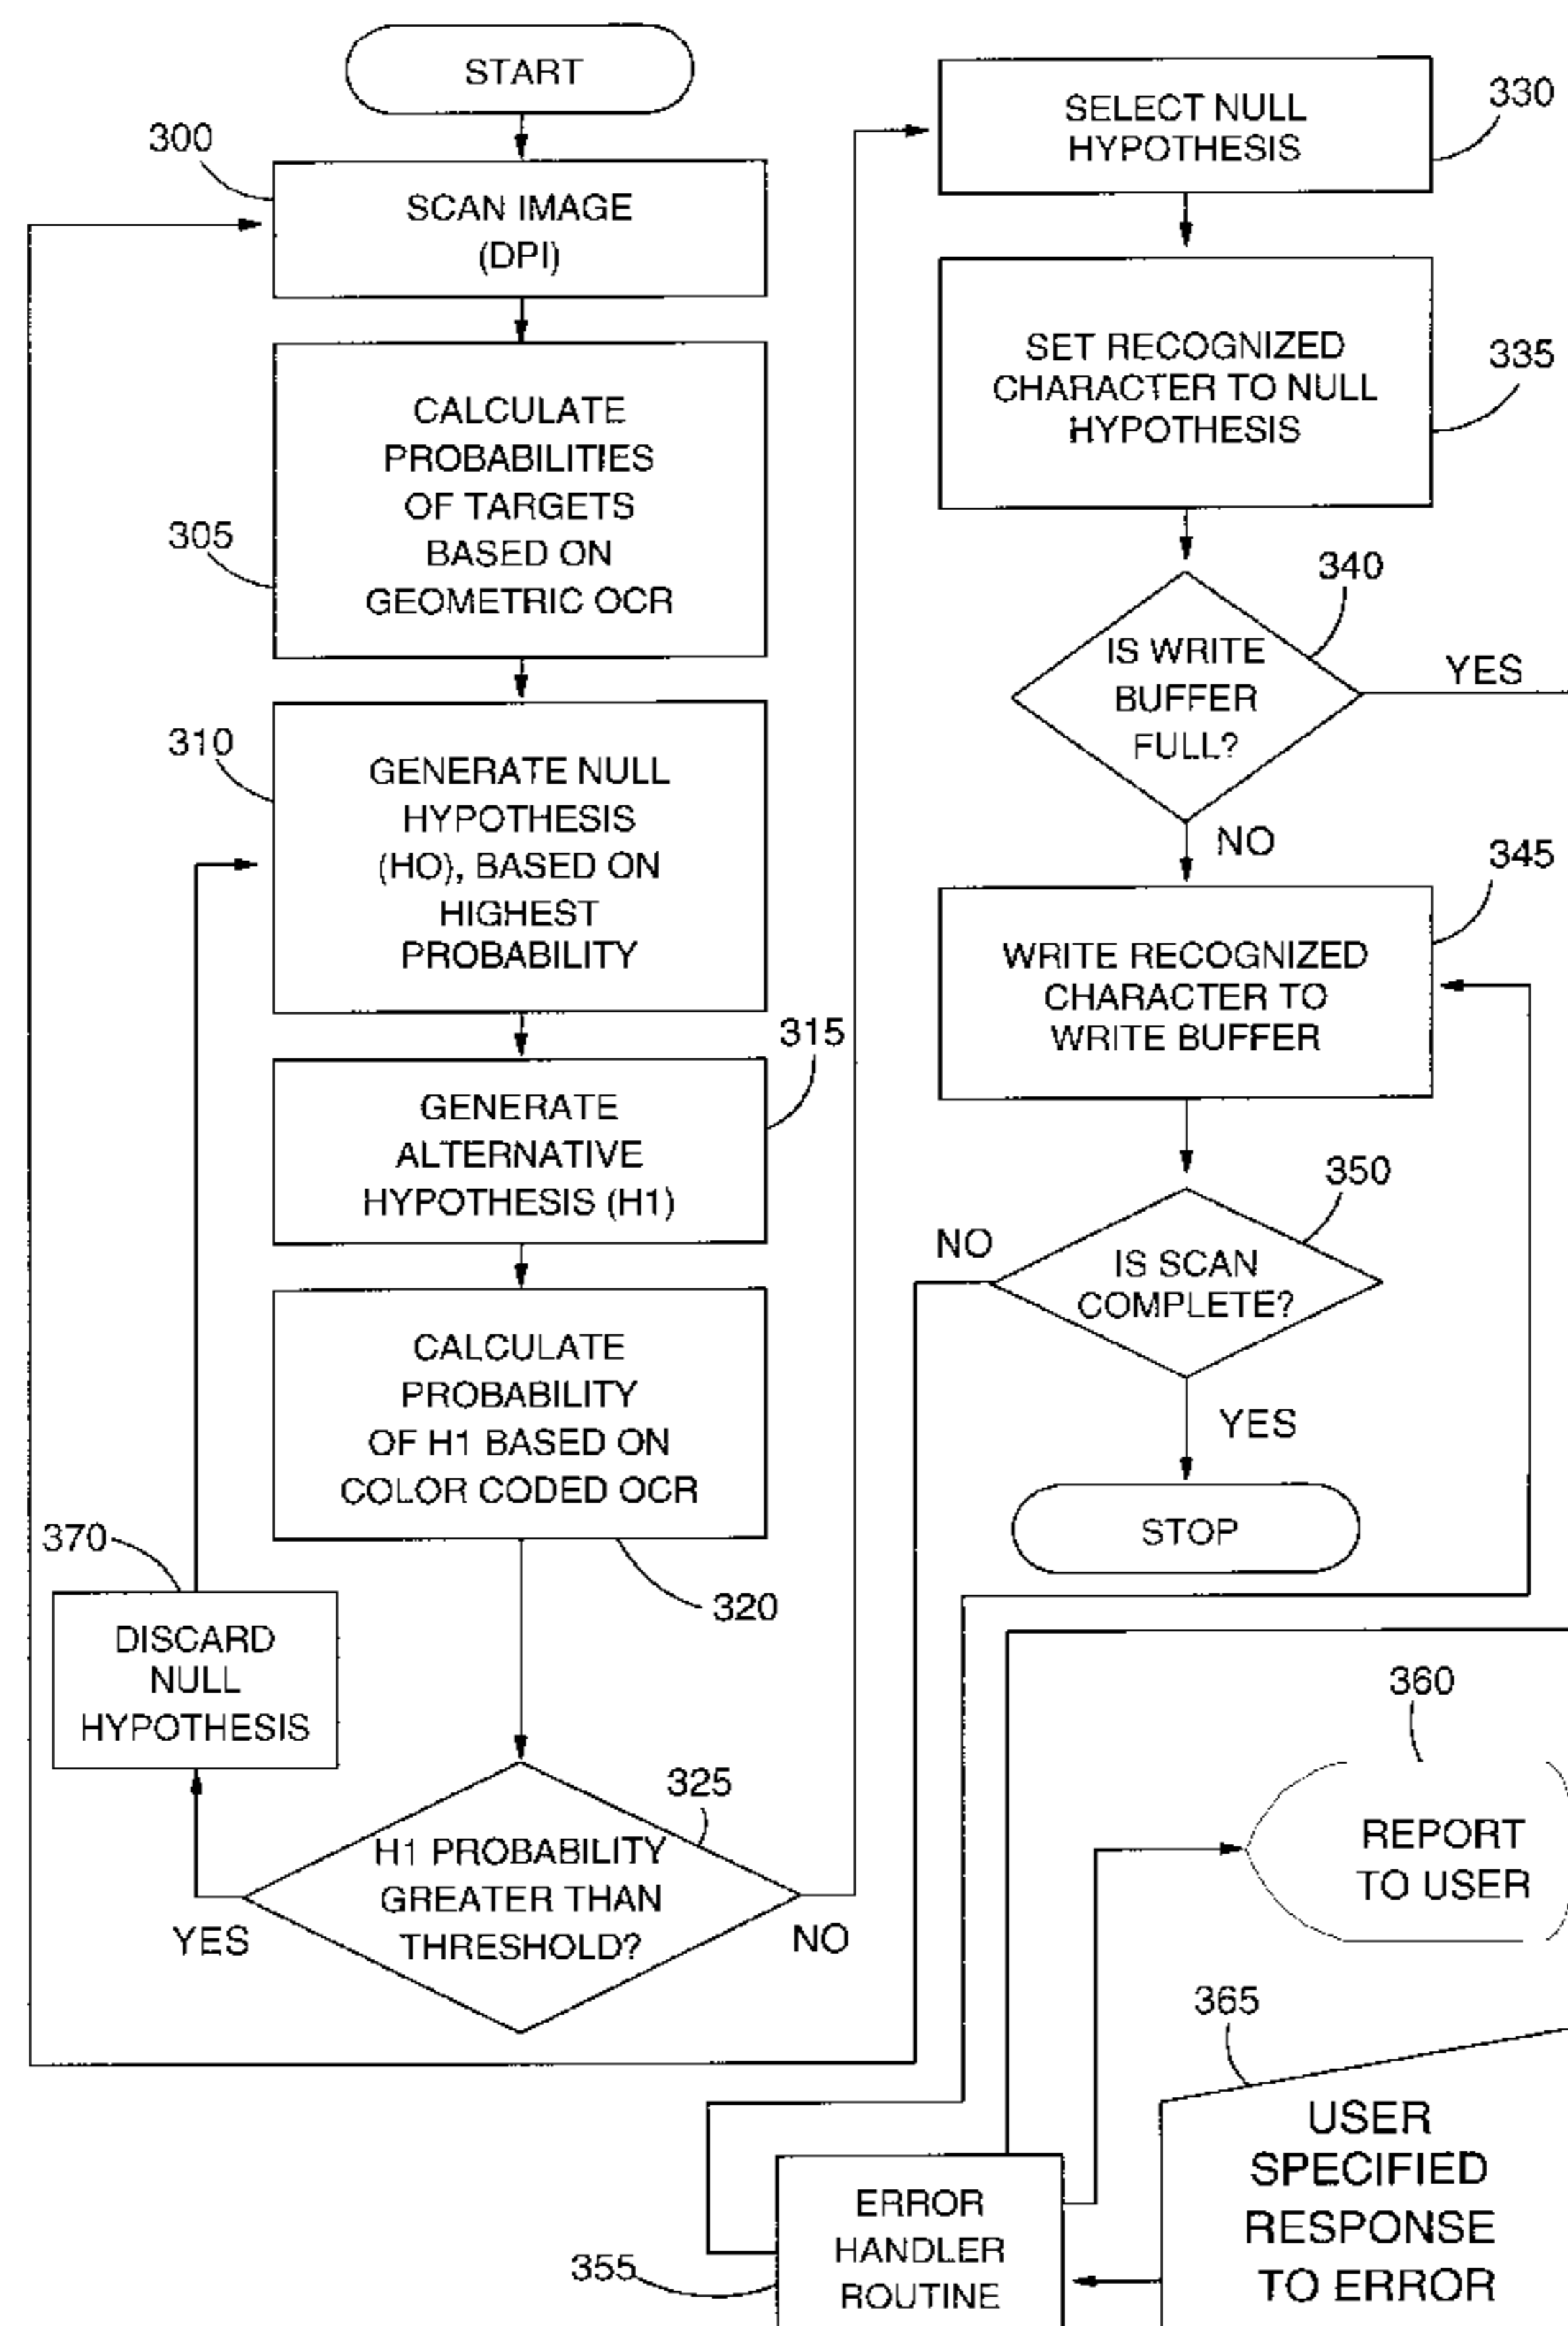 START
300
SCAN IMAGE
(DPI)
305
CALCULATE
PROBABILITIES
OF TARGETS
BASED ON
GEOMETRIC OCR
310
GENERATE NULL
HYPOTHESIS
(HO), BASED ON
HIGHEST
PROBABILITY
315
GENERATE
ALTERNATIVE
HYPOTHESIS (H1)
CALCULATE
PROBABILITY
OF H1 BASED ON
COLOR CODED OCR
320
370
DISCARD
NULL
HYPOTHESIS
325
H1 PROBABILITY
GREATER THAN
THRESHOLD?
YES
NO
330
SELECT NULL
HYPOTHESIS
335
SET RECOGNIZED
CHARACTER TO NULL
HYPOTHESIS
340
IS WRITE
BUFFER
FULL?
YES
NO
345
WRITE RECOGNIZED
CHARACTER TO
WRITE BUFFER
350
NO
IS SCAN
COMPLETE?
YES
STOP
360
REPORT
TO USER
365
USER
SPECIFIED
RESPONSE
TO ERROR
355
ERROR
HANDLER
ROUTINE